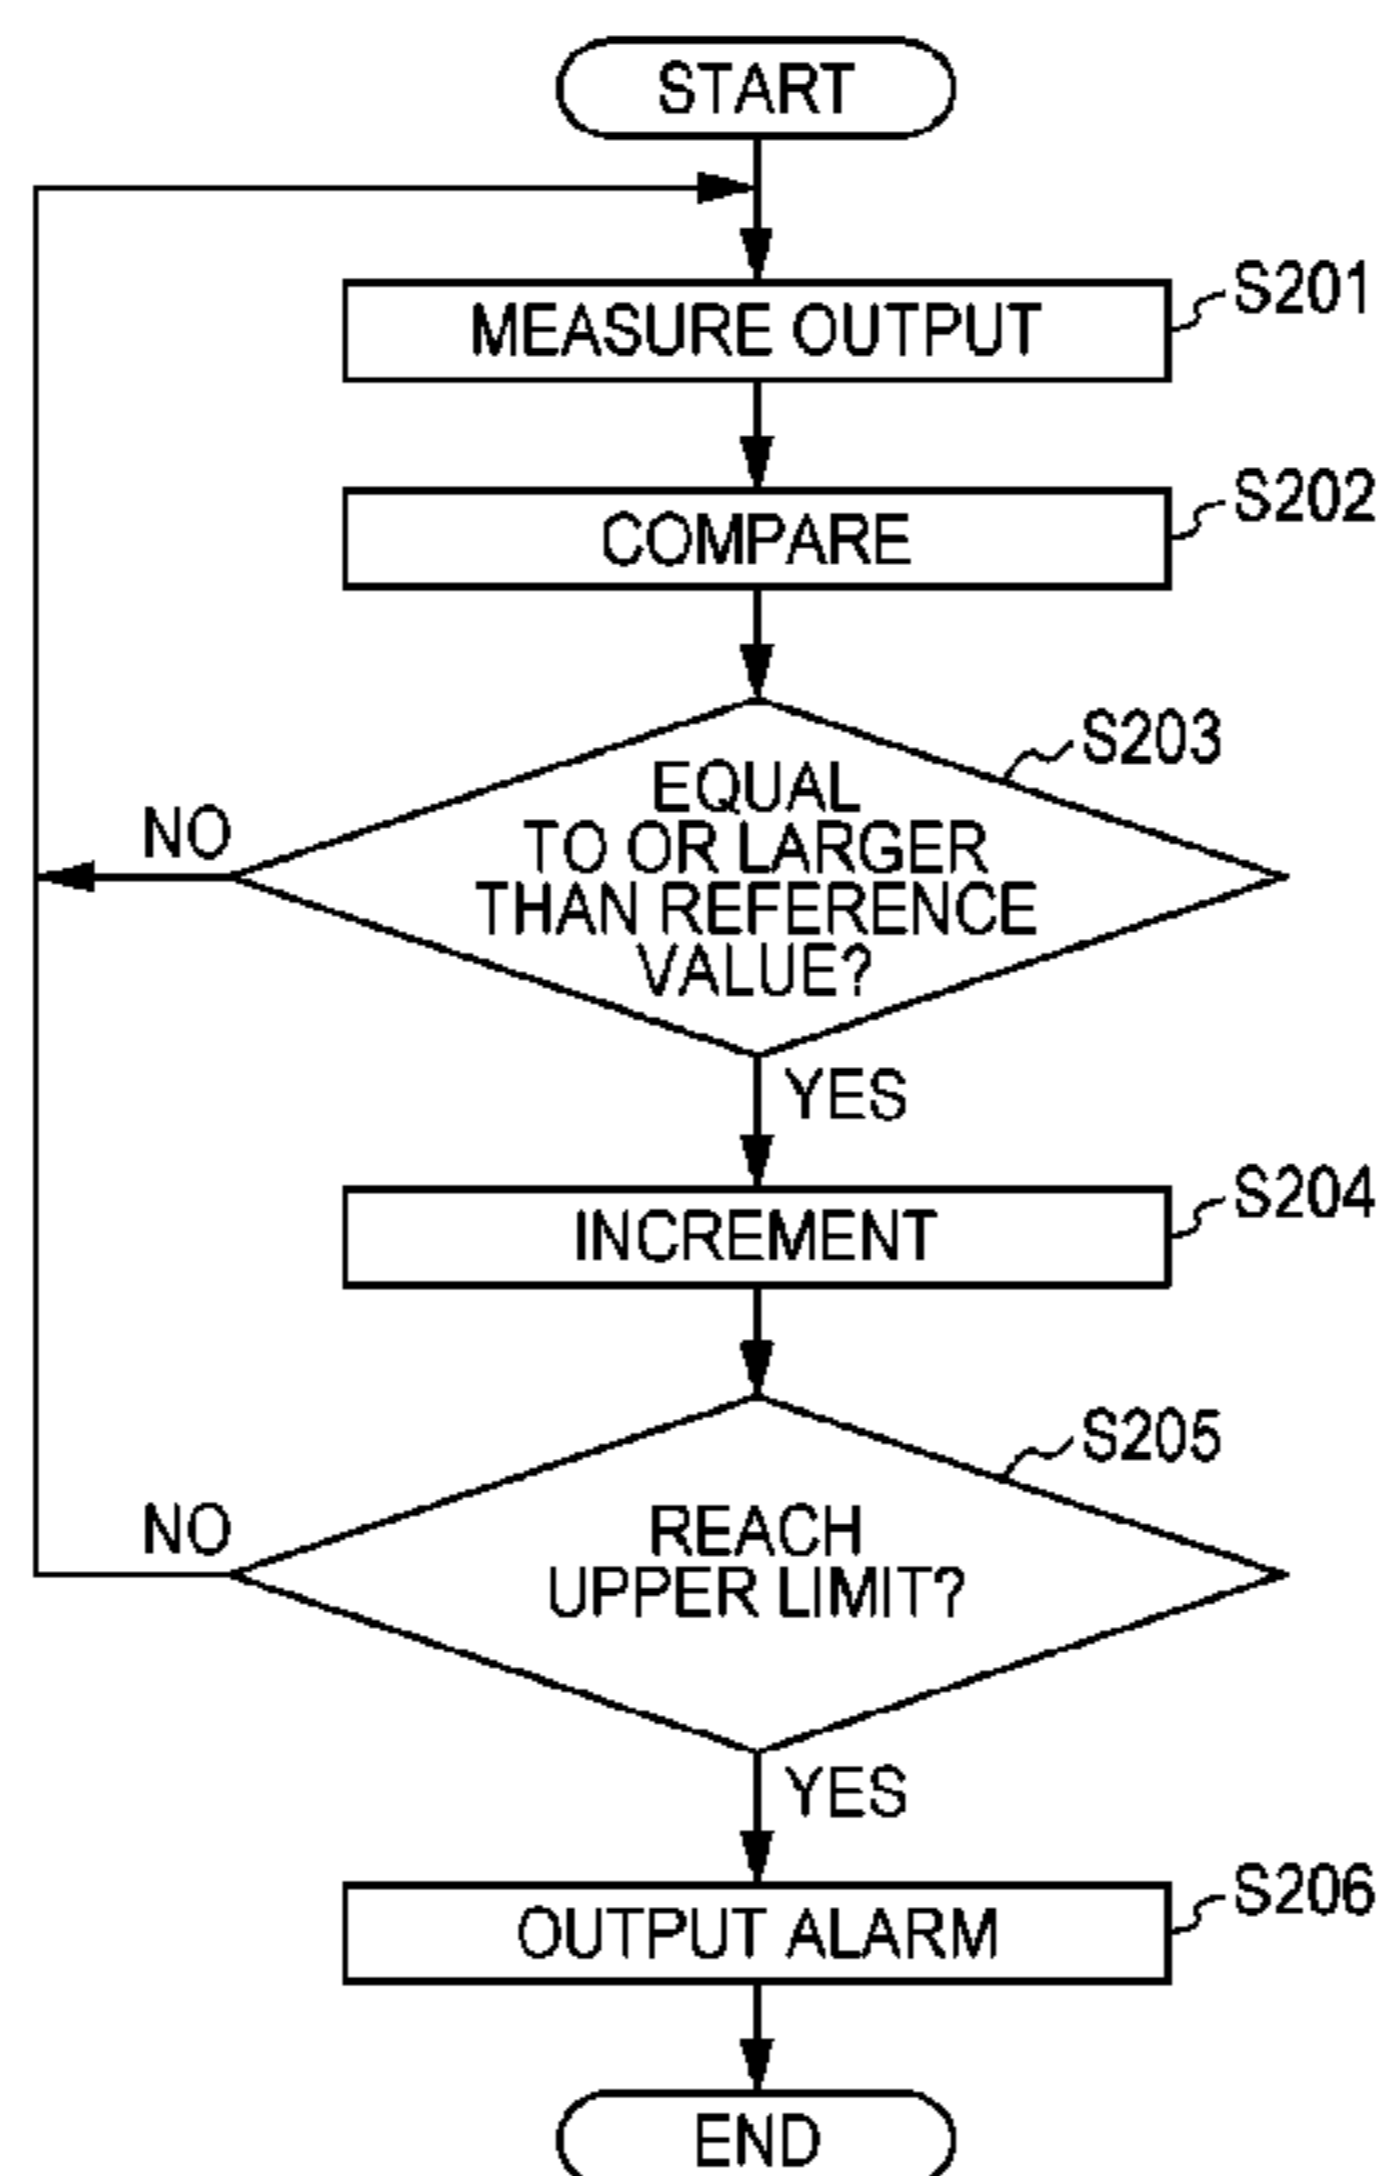 START
MEASURE OUTPUT
S201
COMPARE
S202
S203
EQUAL
TO OR LARGER
THAN REFERENCE
VALUE?
NO
YES
INCREMENT
S204
S205
REACH
UPPER LIMIT?
NO
YES
OUTPUT ALARM
S206
END